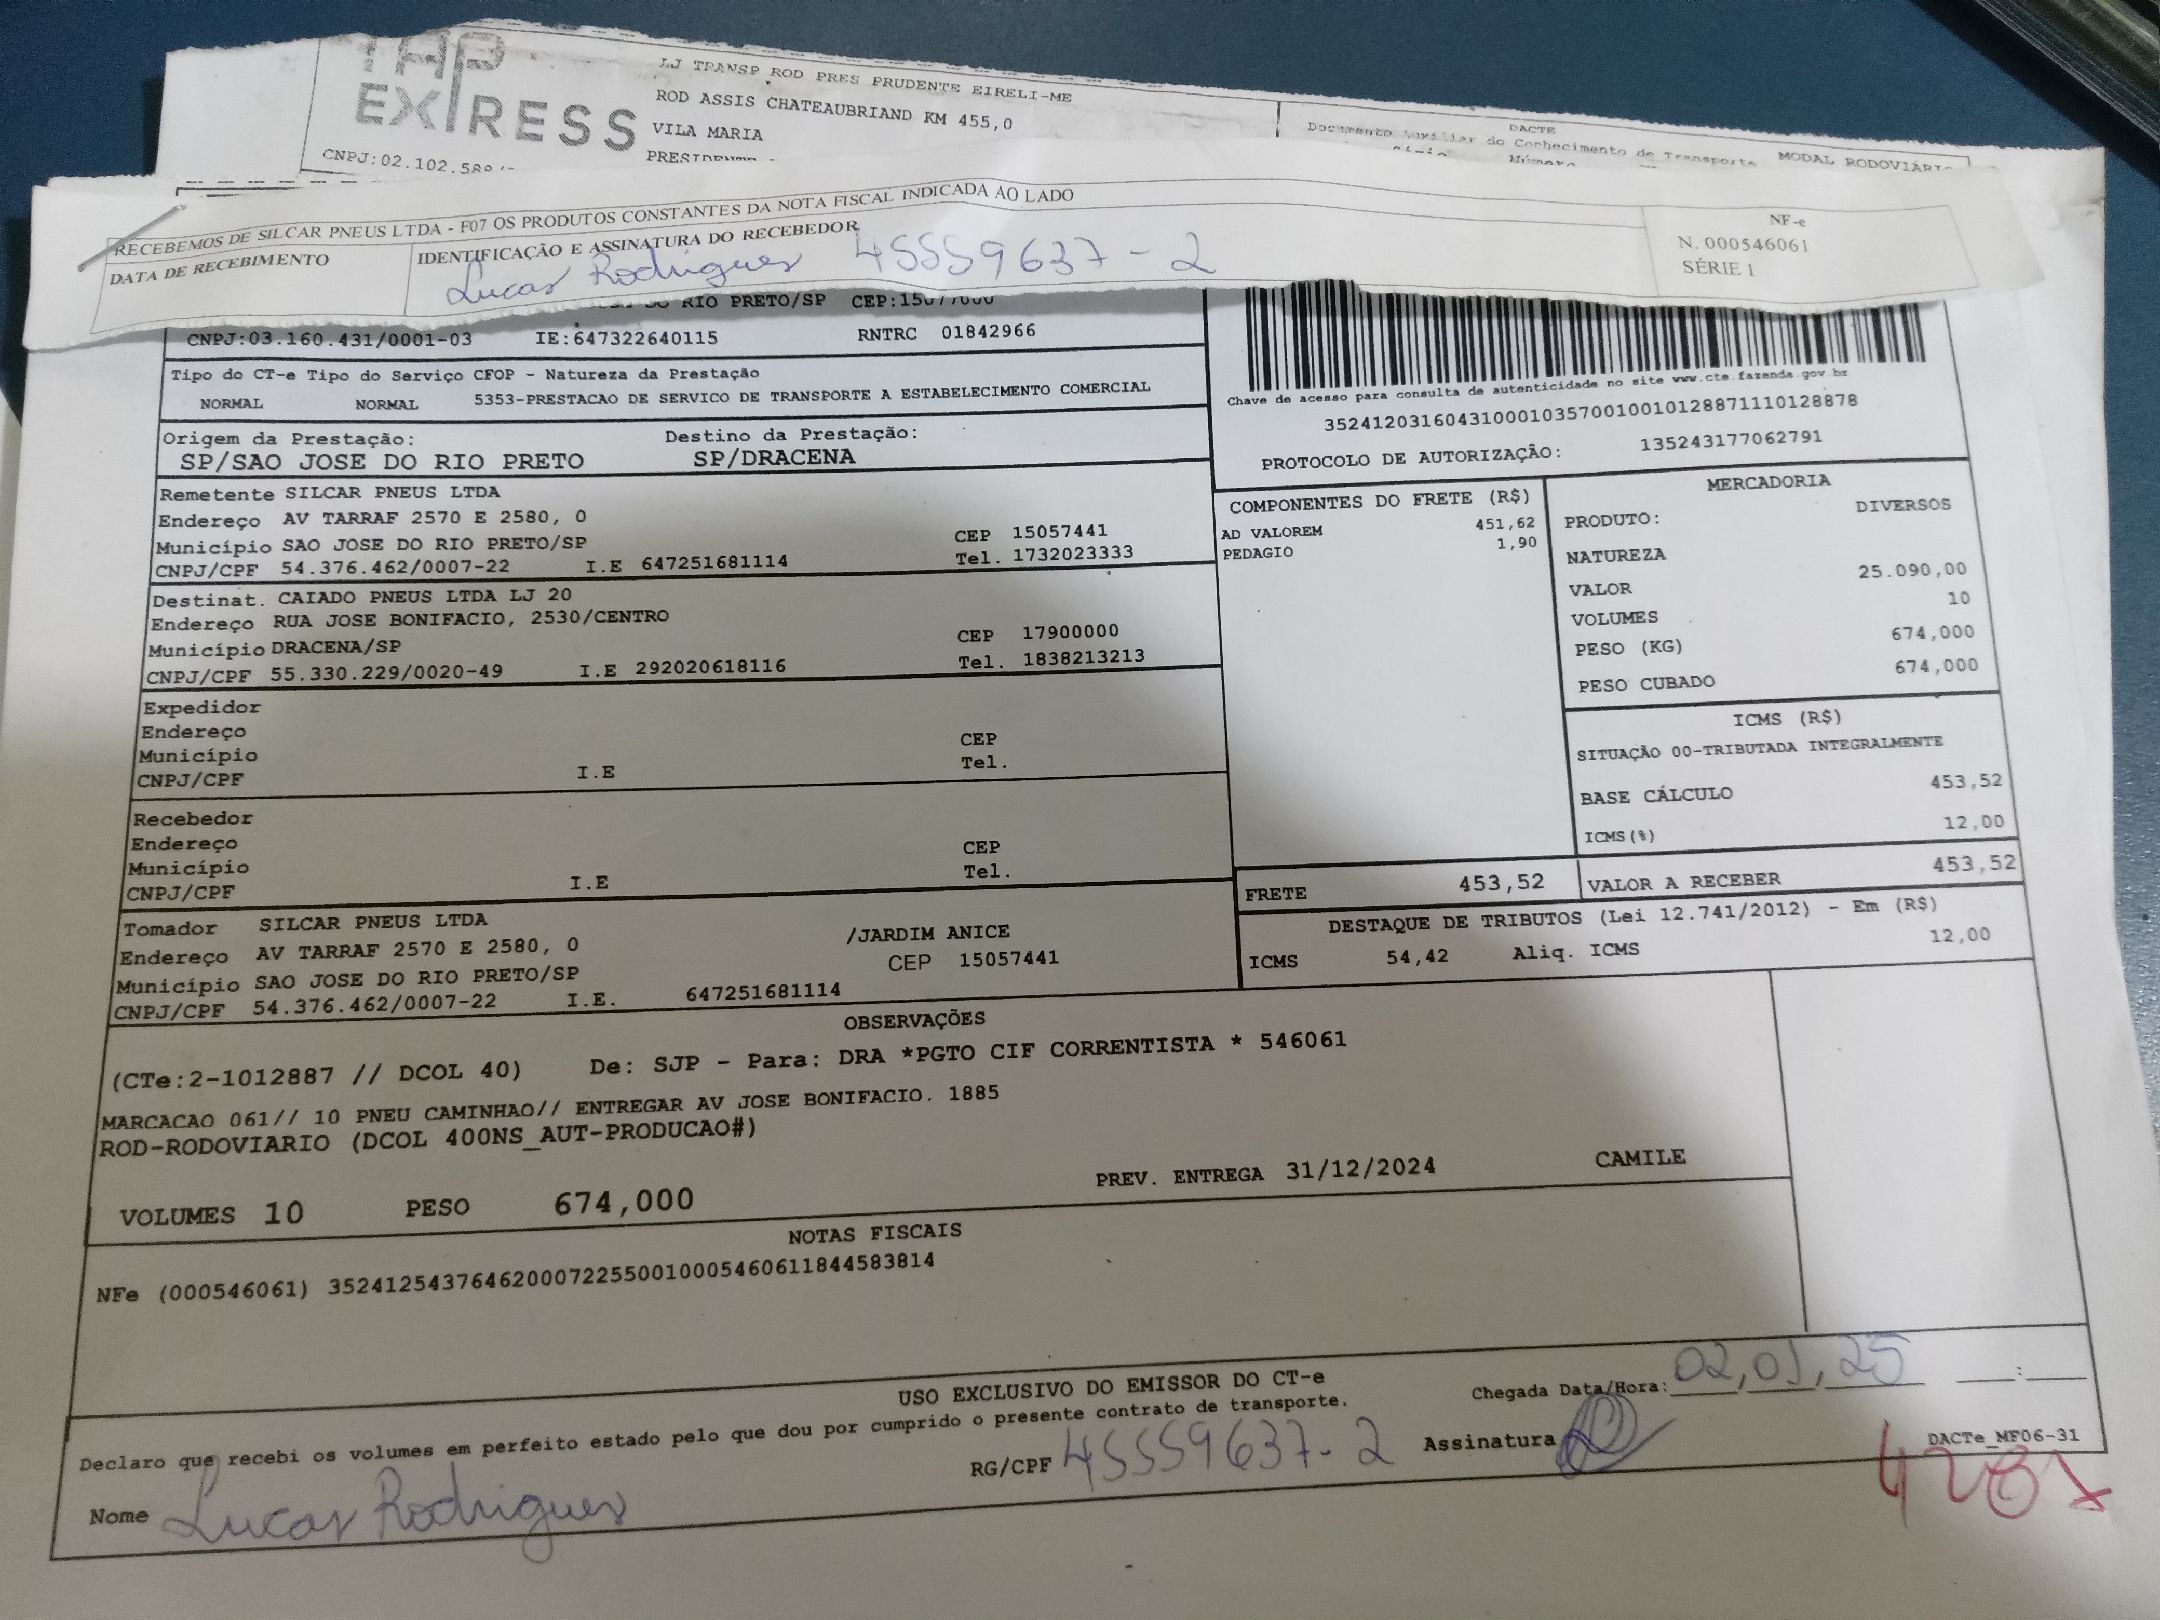 EXPRESS
LJ TRANSP ROD PRES PRUDENTE EIRELI-ME
ROD ASSIS CHATEAUBRIAND KM 455,0
VILA MARIA
CNPJ:02.102.
DACTE
Documento Auxiliar do Conhecimento de Transporte
MODAL RODOVIÁRIO
Número
RECEBEMOS DE SILCAR PNEUS LTDA - F07 OS PRODUTOS CONSTANTES DA NOTA FISCAL INDICADA AO LADO
DATA DE RECEBIMENTO
IDENTIFICAÇÃO E ASSINATURA DO RECEBEDOR
Lucas Rodrigues 45559637-2
NF-e
N. 000546061
SÉRIE 1
DO RIO PRETO/SP CEP:15077000
CNPJ:03.160.431/0001-03 IE:647322640115 RNTRC 01842966
Tipo do CT-e Tipo do Serviço CFOP - Natureza da Prestação
NORMAL NORMAL 5353-PRESTACAO DE SERVICO DE TRANSPORTE A ESTABELECIMENTO COMERCIAL
Chave de acesso para consulta de autenticidade no site www.cte.fazenda.gov.br
35241203160431000103570010010128871110128878
PROTOCOLO DE AUTORIZAÇÃO: 135243177062791
Origem da Prestação: Destino da Prestação:
SP/SAO JOSE DO RIO PRETO SP/DRACENA
Remetente SILCAR PNEUS LTDA
Endereço AV TARRAF 2570 E 2580, 0
Município SAO JOSE DO RIO PRETO/SP CEP 15057441
CNPJ/CPF 54.376.462/0007-22 I.E 647251681114 Tel. 1732023333
Destinat. CAIADO PNEUS LTDA LJ 20
Endereço RUA JOSE BONIFACIO, 2530/CENTRO
Município DRACENA/SP CEP 17900000
CNPJ/CPF 55.330.229/0020-49 I.E 292020618116 Tel. 1838213213
Expedidor
Endereço
Município CEP
CNPJ/CPF I.E Tel.
Recebedor
Endereço
Município CEP
CNPJ/CPF I.E Tel.
Tomador SILCAR PNEUS LTDA
Endereço AV TARRAF 2570 E 2580, 0 /JARDIM ANICE
Município SAO JOSE DO RIO PRETO/SP CEP 15057441
CNPJ/CPF 54.376.462/0007-22 I.E. 647251681114
COMPONENTES DO FRETE (R$)
AD VALOREM 451,62
PEDAGIO 1,90
MERCADORIA
PRODUTO: DIVERSOS
NATUREZA
VALOR 25.090,00
VOLUMES 10
PESO (KG) 674,000
PESO CUBADO 674,000
ICMS (R$)
SITUAÇÃO 00-TRIBUTADA INTEGRALMENTE
BASE CÁLCULO 453,52
ICMS(%) 12,00
FRETE 453,52 VALOR A RECEBER 453,52
DESTAQUE DE TRIBUTOS (Lei 12.741/2012) - Em (R$)
ICMS 54,42 Aliq. ICMS 12,00
OBSERVAÇÕES
(CTe:2-1012887 // DCOL 40) De: SJP - Para: DRA *PGTO CIF CORRENTISTA * 546061
MARCACAO 061// 10 PNEU CAMINHAO// ENTREGAR AV JOSE BONIFACIO. 1885
ROD-RODOVIARIO (DCOL 400NS_AUT-PRODUCAO#)
PREV. ENTREGA 31/12/2024 CAMILE
VOLUMES 10 PESO 674,000
NOTAS FISCAIS
NFe (000546061) 35241254376462000722550010005460611844583814
USO EXCLUSIVO DO EMISSOR DO CT-e
Chegada Data/Hora: 02,01,25 :
Declaro que recebi os volumes em perfeito estado pelo que dou por cumprido o presente contrato de transporte.
Nome Lucas Rodrigues RG/CPF 45559637-2 Assinatura
DACTe_MF06-31